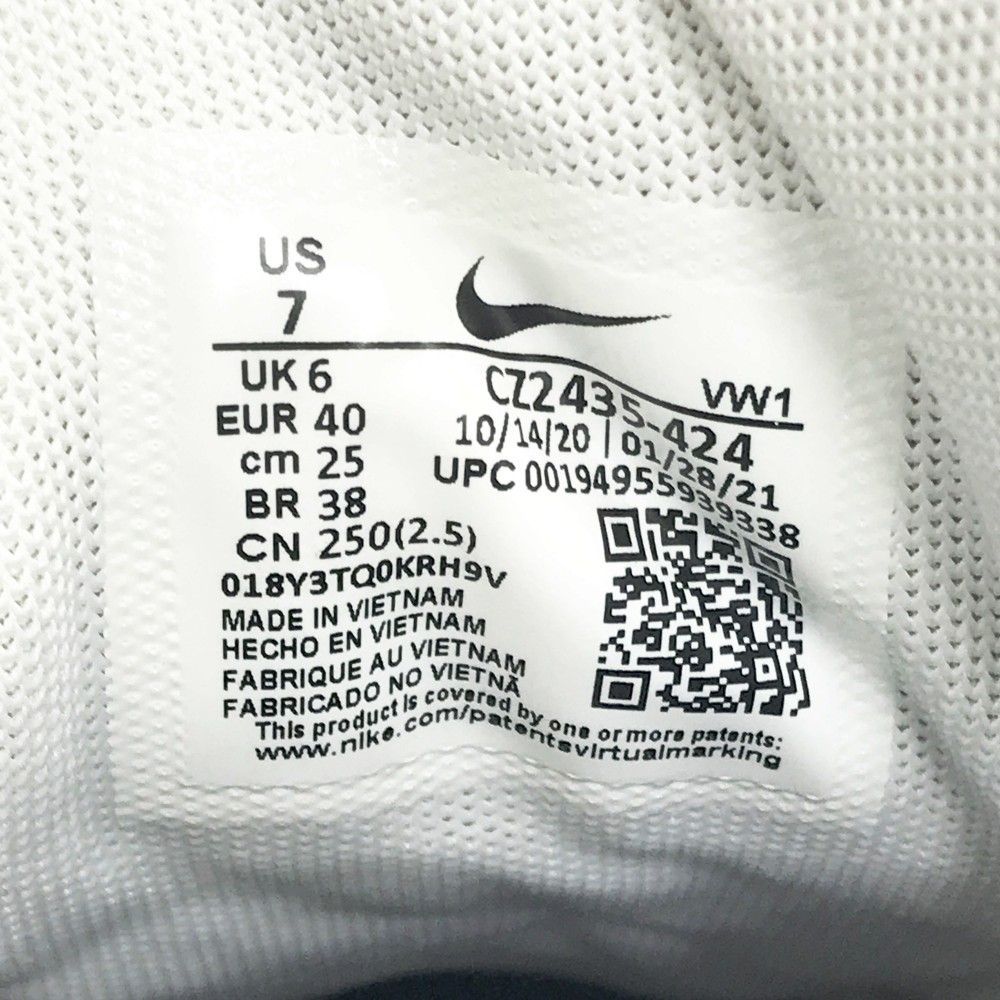 US
7
UK 6
EUR 40
cm 25
BR 38
CN 250(2.5)
018Y3TQ0KRH9V
MADE IN VIETNAM
HECHO EN VIETNAM
FABRIQUE AU VIETNAM
FABRICADO NO VIETNÃ
VW1
CZ2435-424
10/14/20 | 01/28/21
UPC 00194955939338
This product is covered by one or more patents:
www.nike.com/patentsvirtualmarking